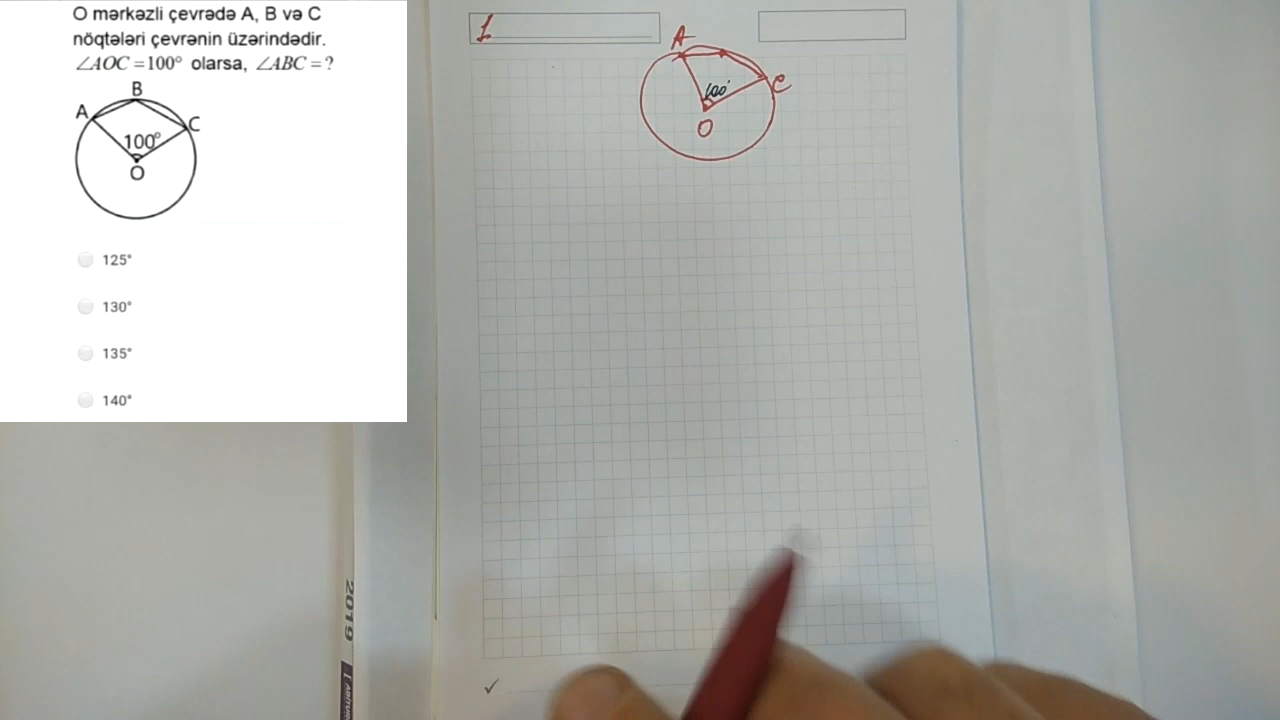 O mərkəzli çevrədə A, B və C
nöqtələri çevrənin üzərindədir.
∠AOC = 100° olarsa, ∠ABC = ?
B
A
C
100°
O
125°
130°
135°
140°
1
A
C
100°
O
2019